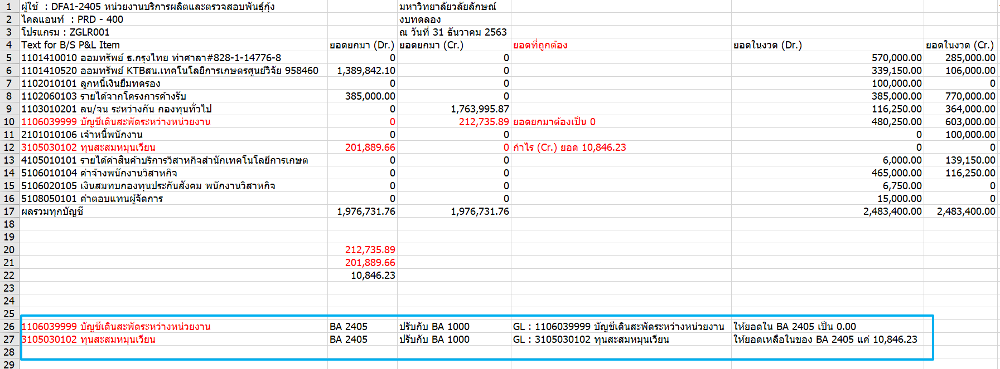 1 ผู้ใช้ : DFA1-2405 หน่วยงานบริการผลิตและตรวจสอบพันธุ์กุ้ง มหาวิทยาลัยวลัยลักษณ์
2 ไคลแอนท์ : PRD - 400 งบทดลอง
3 โปรแกรม : ZGLR001 ณ วันที่ 31 ธันวาคม 2563
4 Text for B/S P&L Item ยอดยกมา (Dr.) ยอดยกมา (Cr.) ยอดที่ถูกต้อง ยอดในงวด (Dr.) ยอดในงวด (Cr.)
5 1101410010 ออมทรัพย์ ธ.กรุงไทย ท่าศาลา#828-1-14776-8 0 0 570,000.00 285,000.00
6 1101410520 ออมทรัพย์ KTBสน.เทคโนโลยีการเกษตรศูนย์วิจัย 958460 1,389,842.10 0 339,150.00 106,000.00
7 1102010101 ลูกหนี้เงินยืมทดรอง 0 0 100,000.00 0
8 1102060103 รายได้จากโครงการค้างรับ 385,000.00 0 385,000.00 770,000.00
9 1103010201 ลน/จน ระหว่างกัน กองทุนทั่วไป 0 1,763,995.87 116,250.00 364,000.00
10 1106039999 บัญชีเดินสะพัดระหว่างหน่วยงาน 0 212,735.89 ยอดยกมาต้องเป็น 0 480,250.00 603,000.00
11 2101010106 เจ้าหนี้พนักงาน 0 0 0 100,000.00
12 3105030102 ทุนสะสมหมุนเวียน 201,889.66 0 กำไร (Cr.) ยอด 10,846.23 0 0
13 4105010101 รายได้ค่าสินค้าบริการวิสาหกิจสำนักเทคโนโลยีการเกษต 0 0 6,000.00 139,150.00
14 5106010104 ค่าจ้างพนักงานวิสาหกิจ 0 0 465,000.00 116,250.00
15 5106020105 เงินสมทบกองทุนประกันสังคม พนักงานวิสาหกิจ 0 0 6,750.00 0
16 5108050101 ค่าตอบแทนผู้จัดการ 0 0 15,000.00 0
17 ผลรวมทุกบัญชี 1,976,731.76 1,976,731.76 2,483,400.00 2,483,400.00
18
19
20 212,735.89
21 201,889.66
22 10,846.23
23
24
25
26 1106039999 บัญชีเดินสะพัดระหว่างหน่วยงาน BA 2405 ปรับกับ BA 1000 GL : 1106039999 บัญชีเดินสะพัดระหว่างหน่วยงาน ให้ยอดใน BA 2405 เป็น 0.00
27 3105030102 ทุนสะสมหมุนเวียน BA 2405 ปรับกับ BA 1000 GL : 3105030102 ทุนสะสมหมุนเวียน ให้ยอดเหลือในของ BA 2405 แค่ 10,846.23
28
29